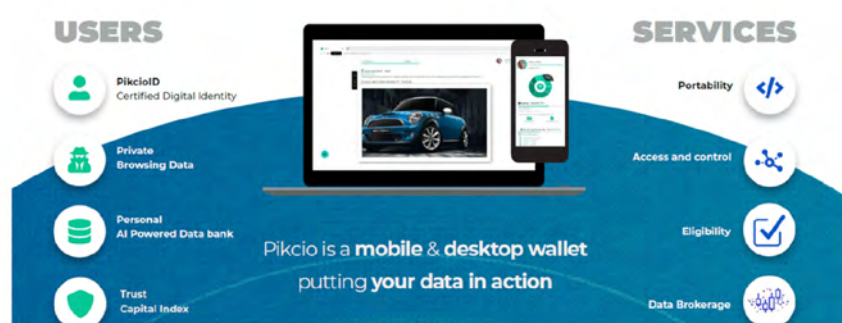 USERS
SERVICES
PikcioID
Certified Digital Identity
Private
Browsing Data
Personal
AI Powered Data bank
Trust
Capital Index
Portability
Access and control
Eligibility
Data Brokerage
Pikcio is a mobile & desktop wallet
putting your data in action